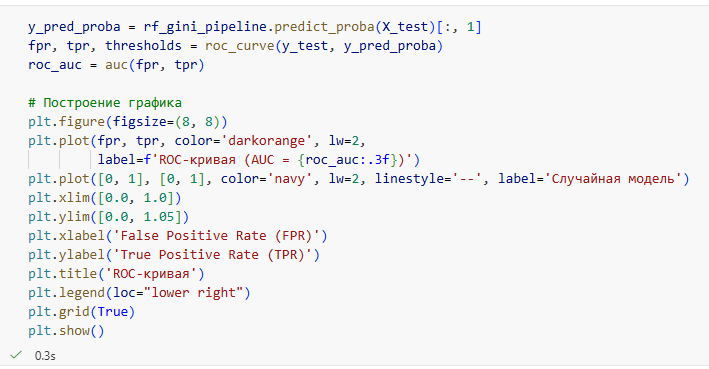 y_pred_proba = rf_gini_pipeline.predict_proba(X_test)[:, 1]
fpr, tpr, thresholds = roc_curve(y_test, y_pred_proba)
roc_auc = auc(fpr, tpr)

# Построение графика
plt.figure(figsize=(8, 8))
plt.plot(fpr, tpr, color='darkorange', lw=2,
         label=f'ROC-кривая (AUC = {roc_auc:.3f})')
plt.plot([0, 1], [0, 1], color='navy', lw=2, linestyle='--', label='Случайная модель')
plt.xlim([0.0, 1.0])
plt.ylim([0.0, 1.05])
plt.xlabel('False Positive Rate (FPR)')
plt.ylabel('True Positive Rate (TPR)')
plt.title('ROC-кривая')
plt.legend(loc="lower right")
plt.grid(True)
plt.show()
0.3s